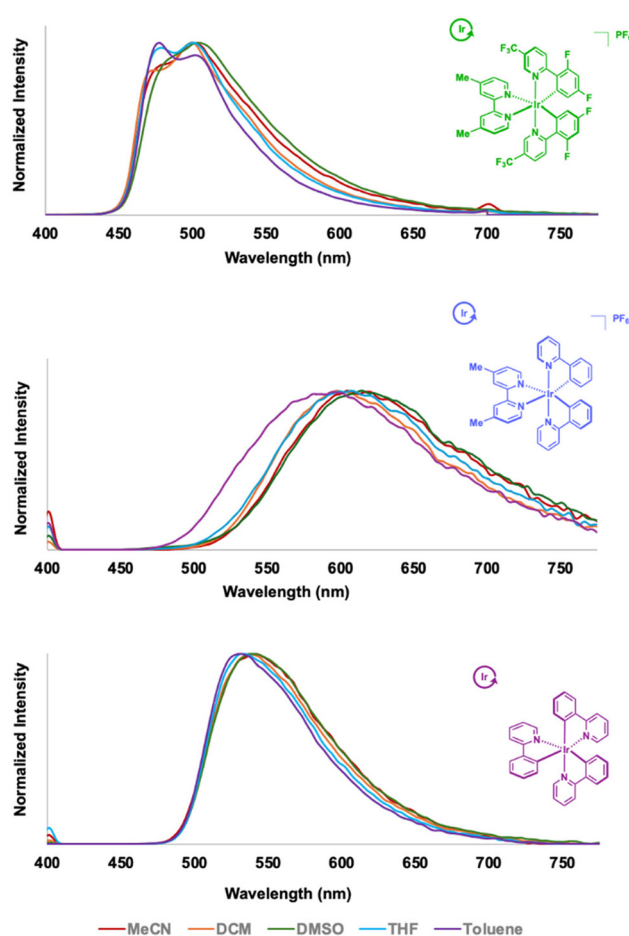 Normalized Intensity
Ir
PF
F₃C
F
F
Me
N
N
Ir
N
F
Me
N
F
F₃C
400 450 500 550 600 650 700 750
Wavelength (nm)
Normalized Intensity
Ir
PF₆
Me
N
N
Ir
N
Me
N
400 450 500 550 600 650 700 750
Wavelength (nm)
Normalized Intensity
Ir
N
N
Ir
N
400 450 500 550 600 650 700 750
Wavelength (nm)
MeCN DCM DMSO THF Toluene